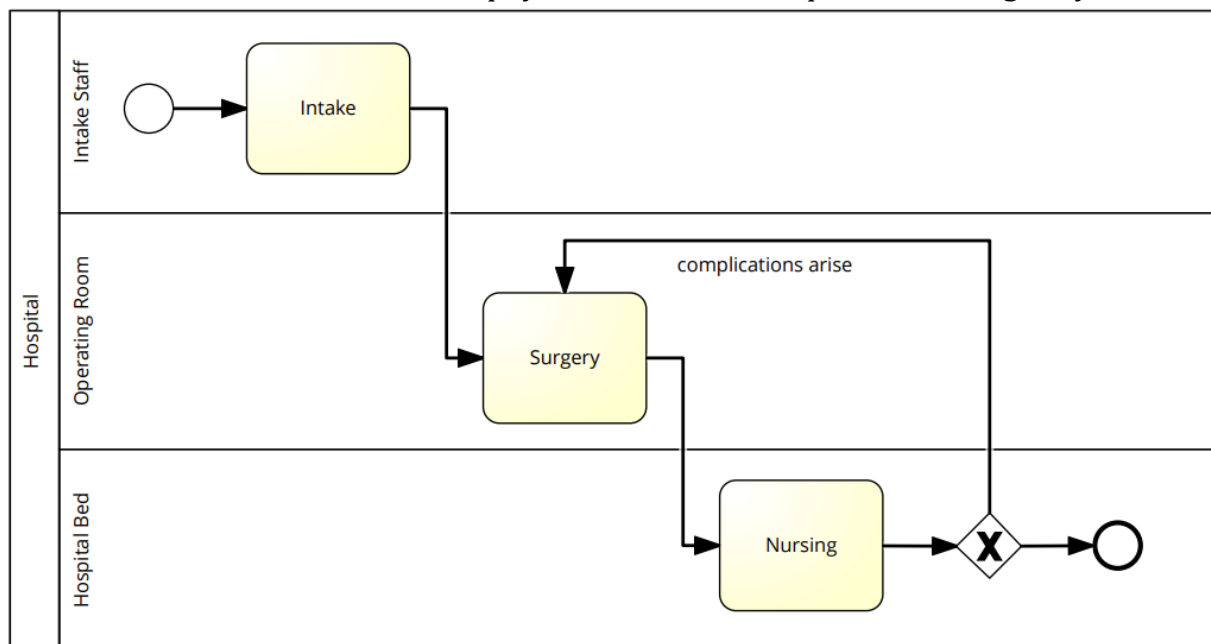 Hospital
Intake Staff
Intake
Operating Room
complications arise
Surgery
Hospital Bed
Nursing
X